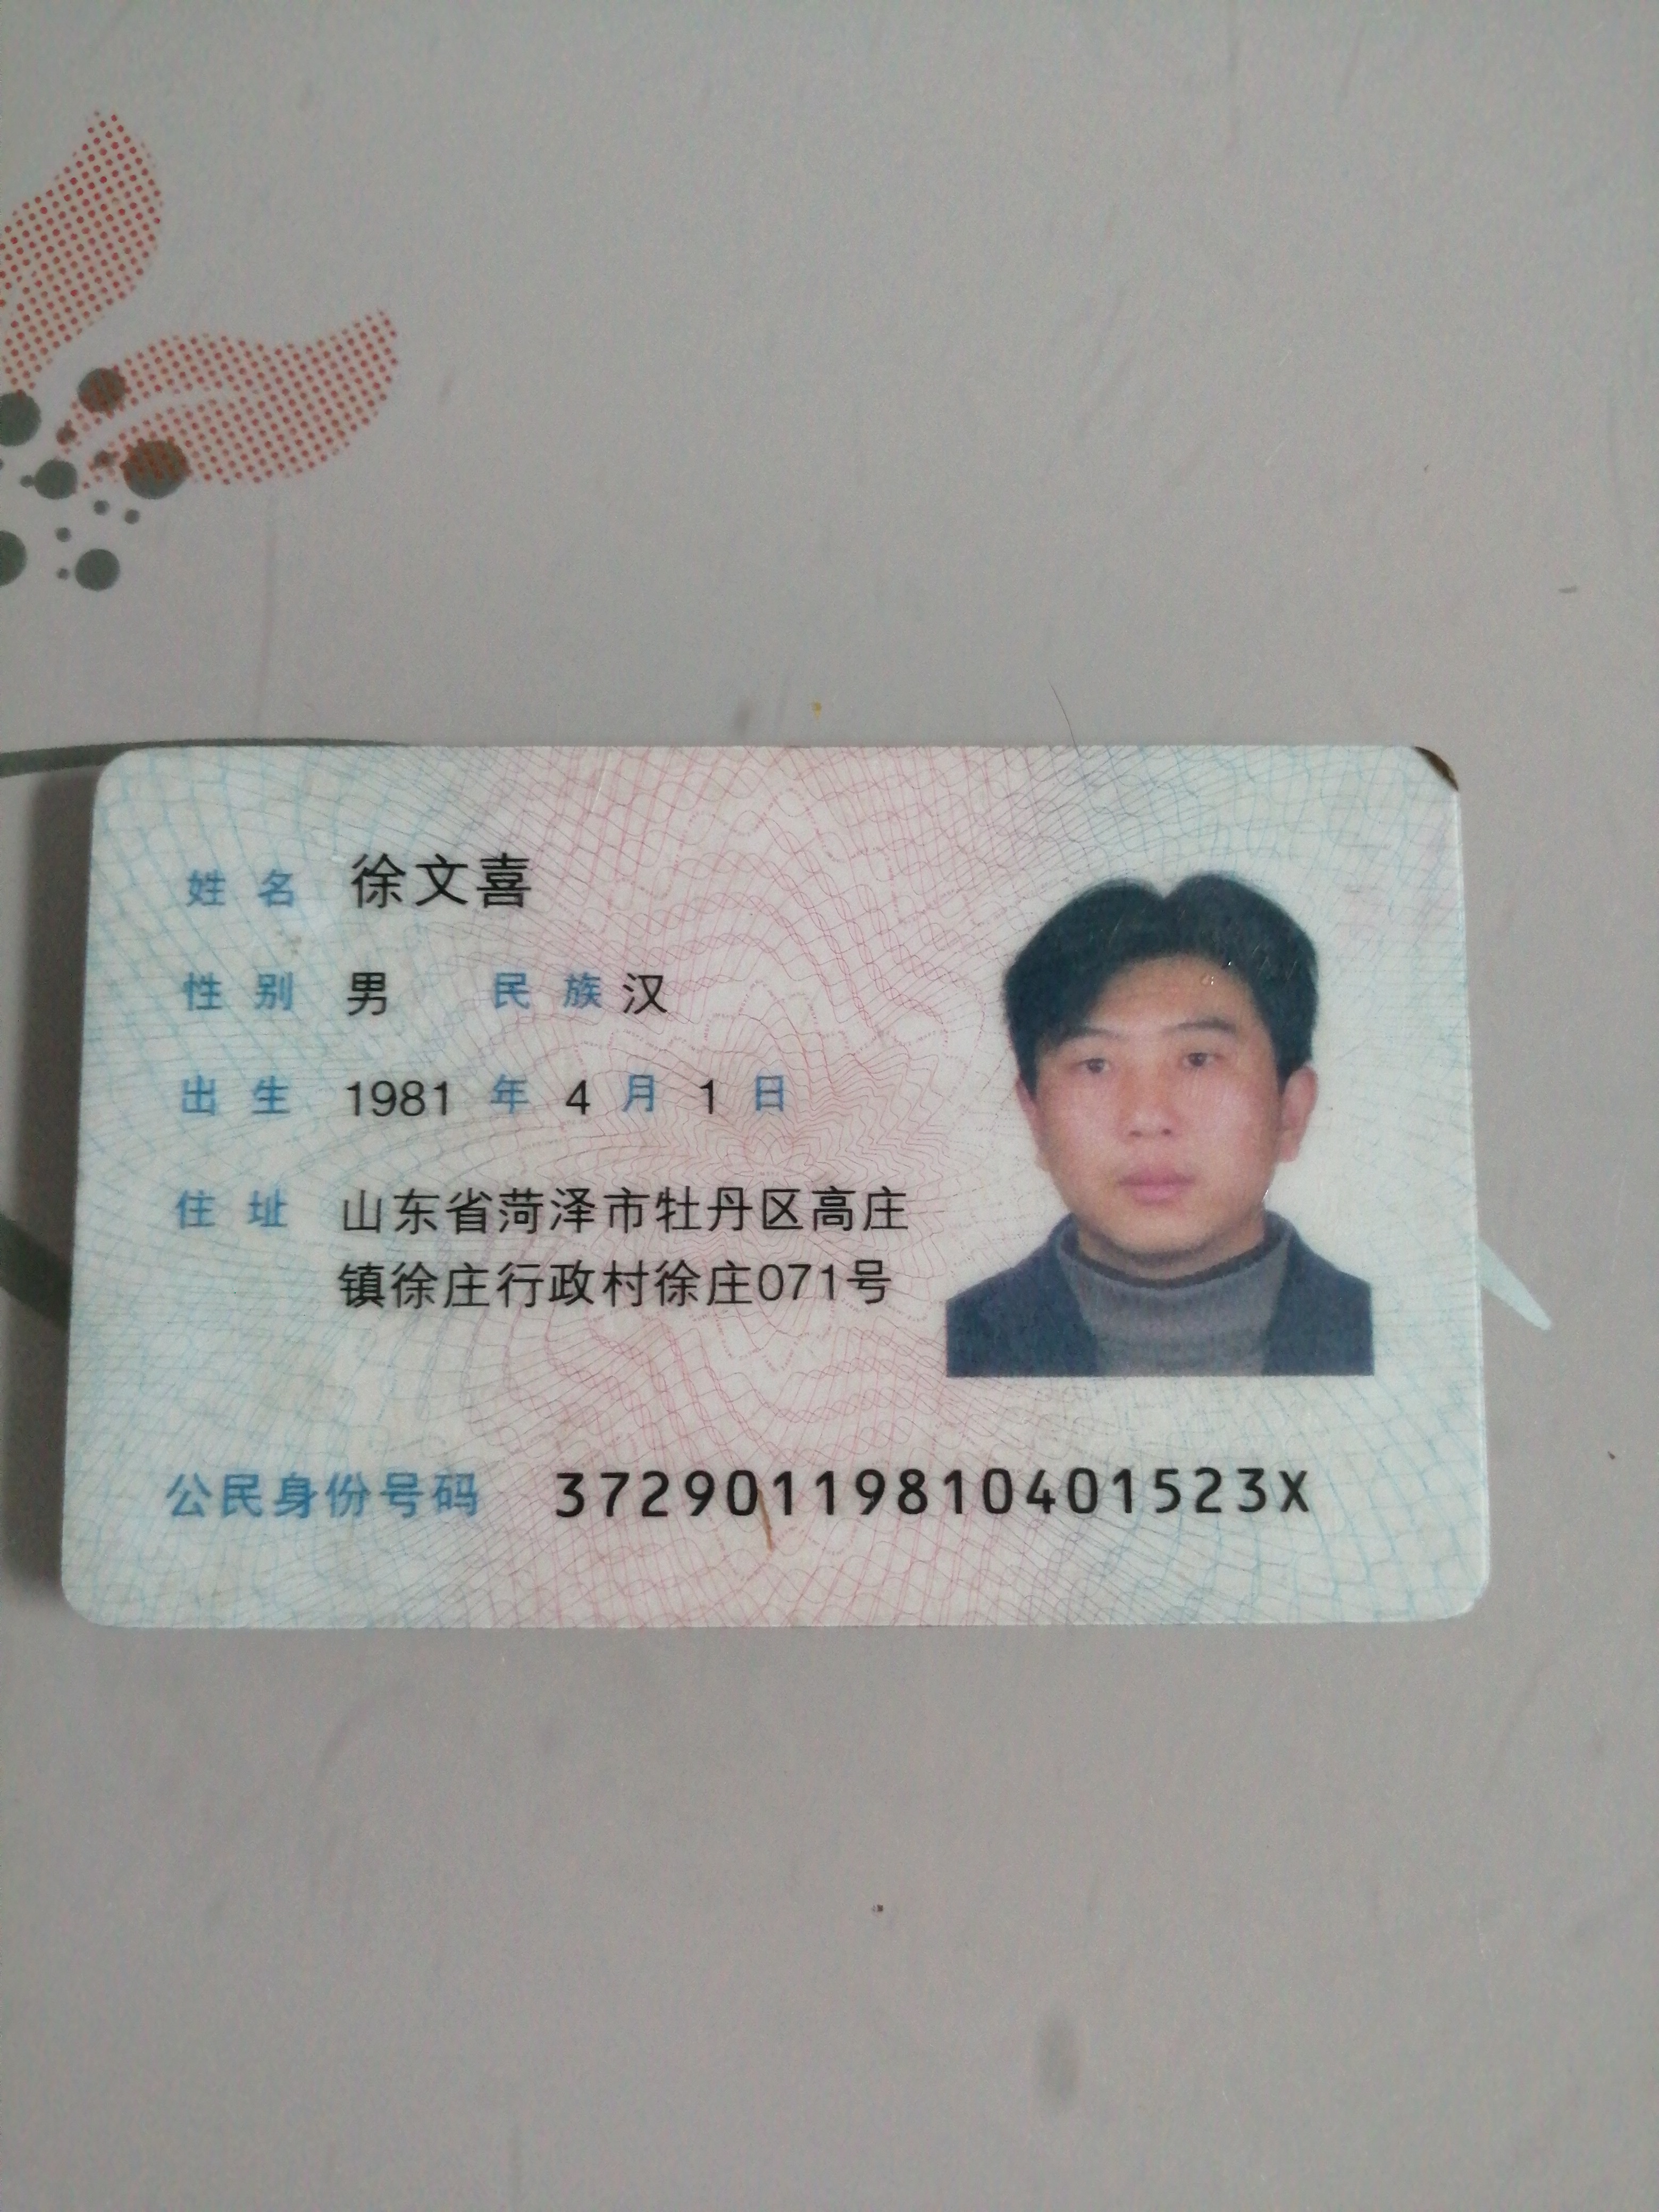 姓名 徐文喜
性别 男 民族 汉
出生 1981 年 4 月 1 日
住址 山东省菏泽市牡丹区高庄
镇徐庄行政村徐庄071号
公民身份号码 37290119810401523X